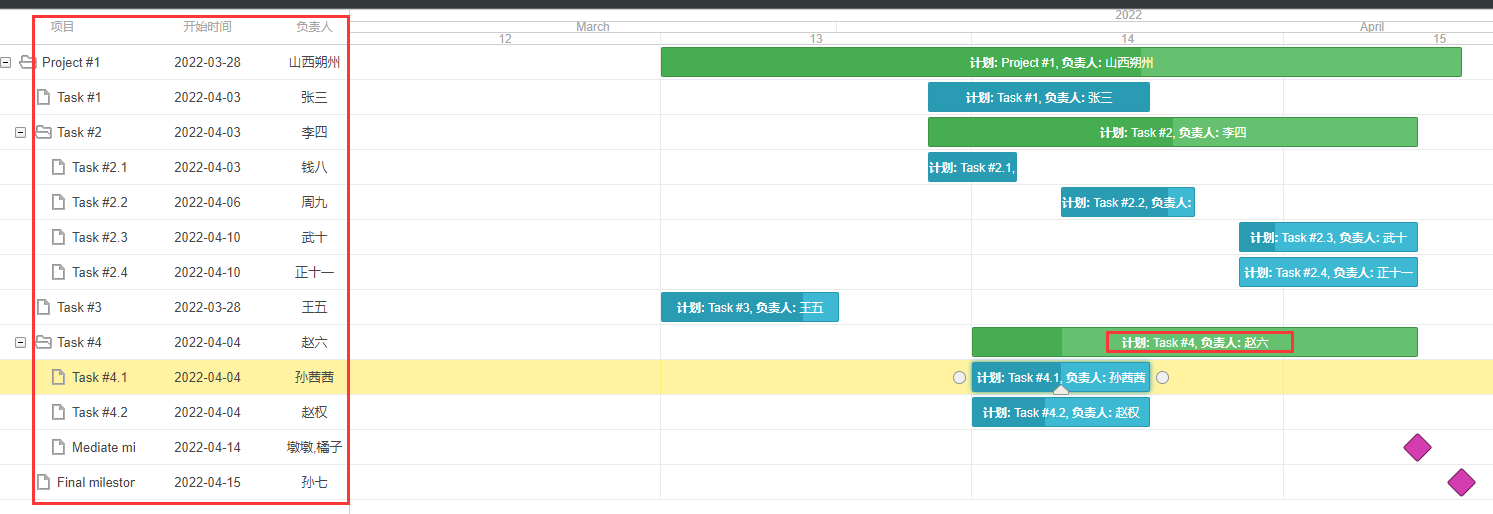 2022
项目 开始时间 负责人 March April
12 13 14 15
Project #1 2022-03-28 山西朔州 计划: Project #1, 负责人: 山西朔州
Task #1 2022-04-03 张三 计划: Task #1, 负责人: 张三
Task #2 2022-04-03 李四 计划: Task #2, 负责人: 李四
Task #2.1 2022-04-03 钱八 计划: Task #2.1,
Task #2.2 2022-04-06 周九 计划: Task #2.2, 负责人:
Task #2.3 2022-04-10 武十 计划: Task #2.3, 负责人: 武十
Task #2.4 2022-04-10 正十一 计划: Task #2.4, 负责人: 正十一
Task #3 2022-03-28 王五 计划: Task #3, 负责人: 王五
Task #4 2022-04-04 赵六 计划: Task #4, 负责人: 赵六
Task #4.1 2022-04-04 孙茜茜 计划: Task #4.1, 负责人: 孙茜茜
Task #4.2 2022-04-04 赵权 计划: Task #4.2, 负责人: 赵权
Mediate mi 2022-04-14 墩墩,橘子
Final mileston 2022-04-15 孙七